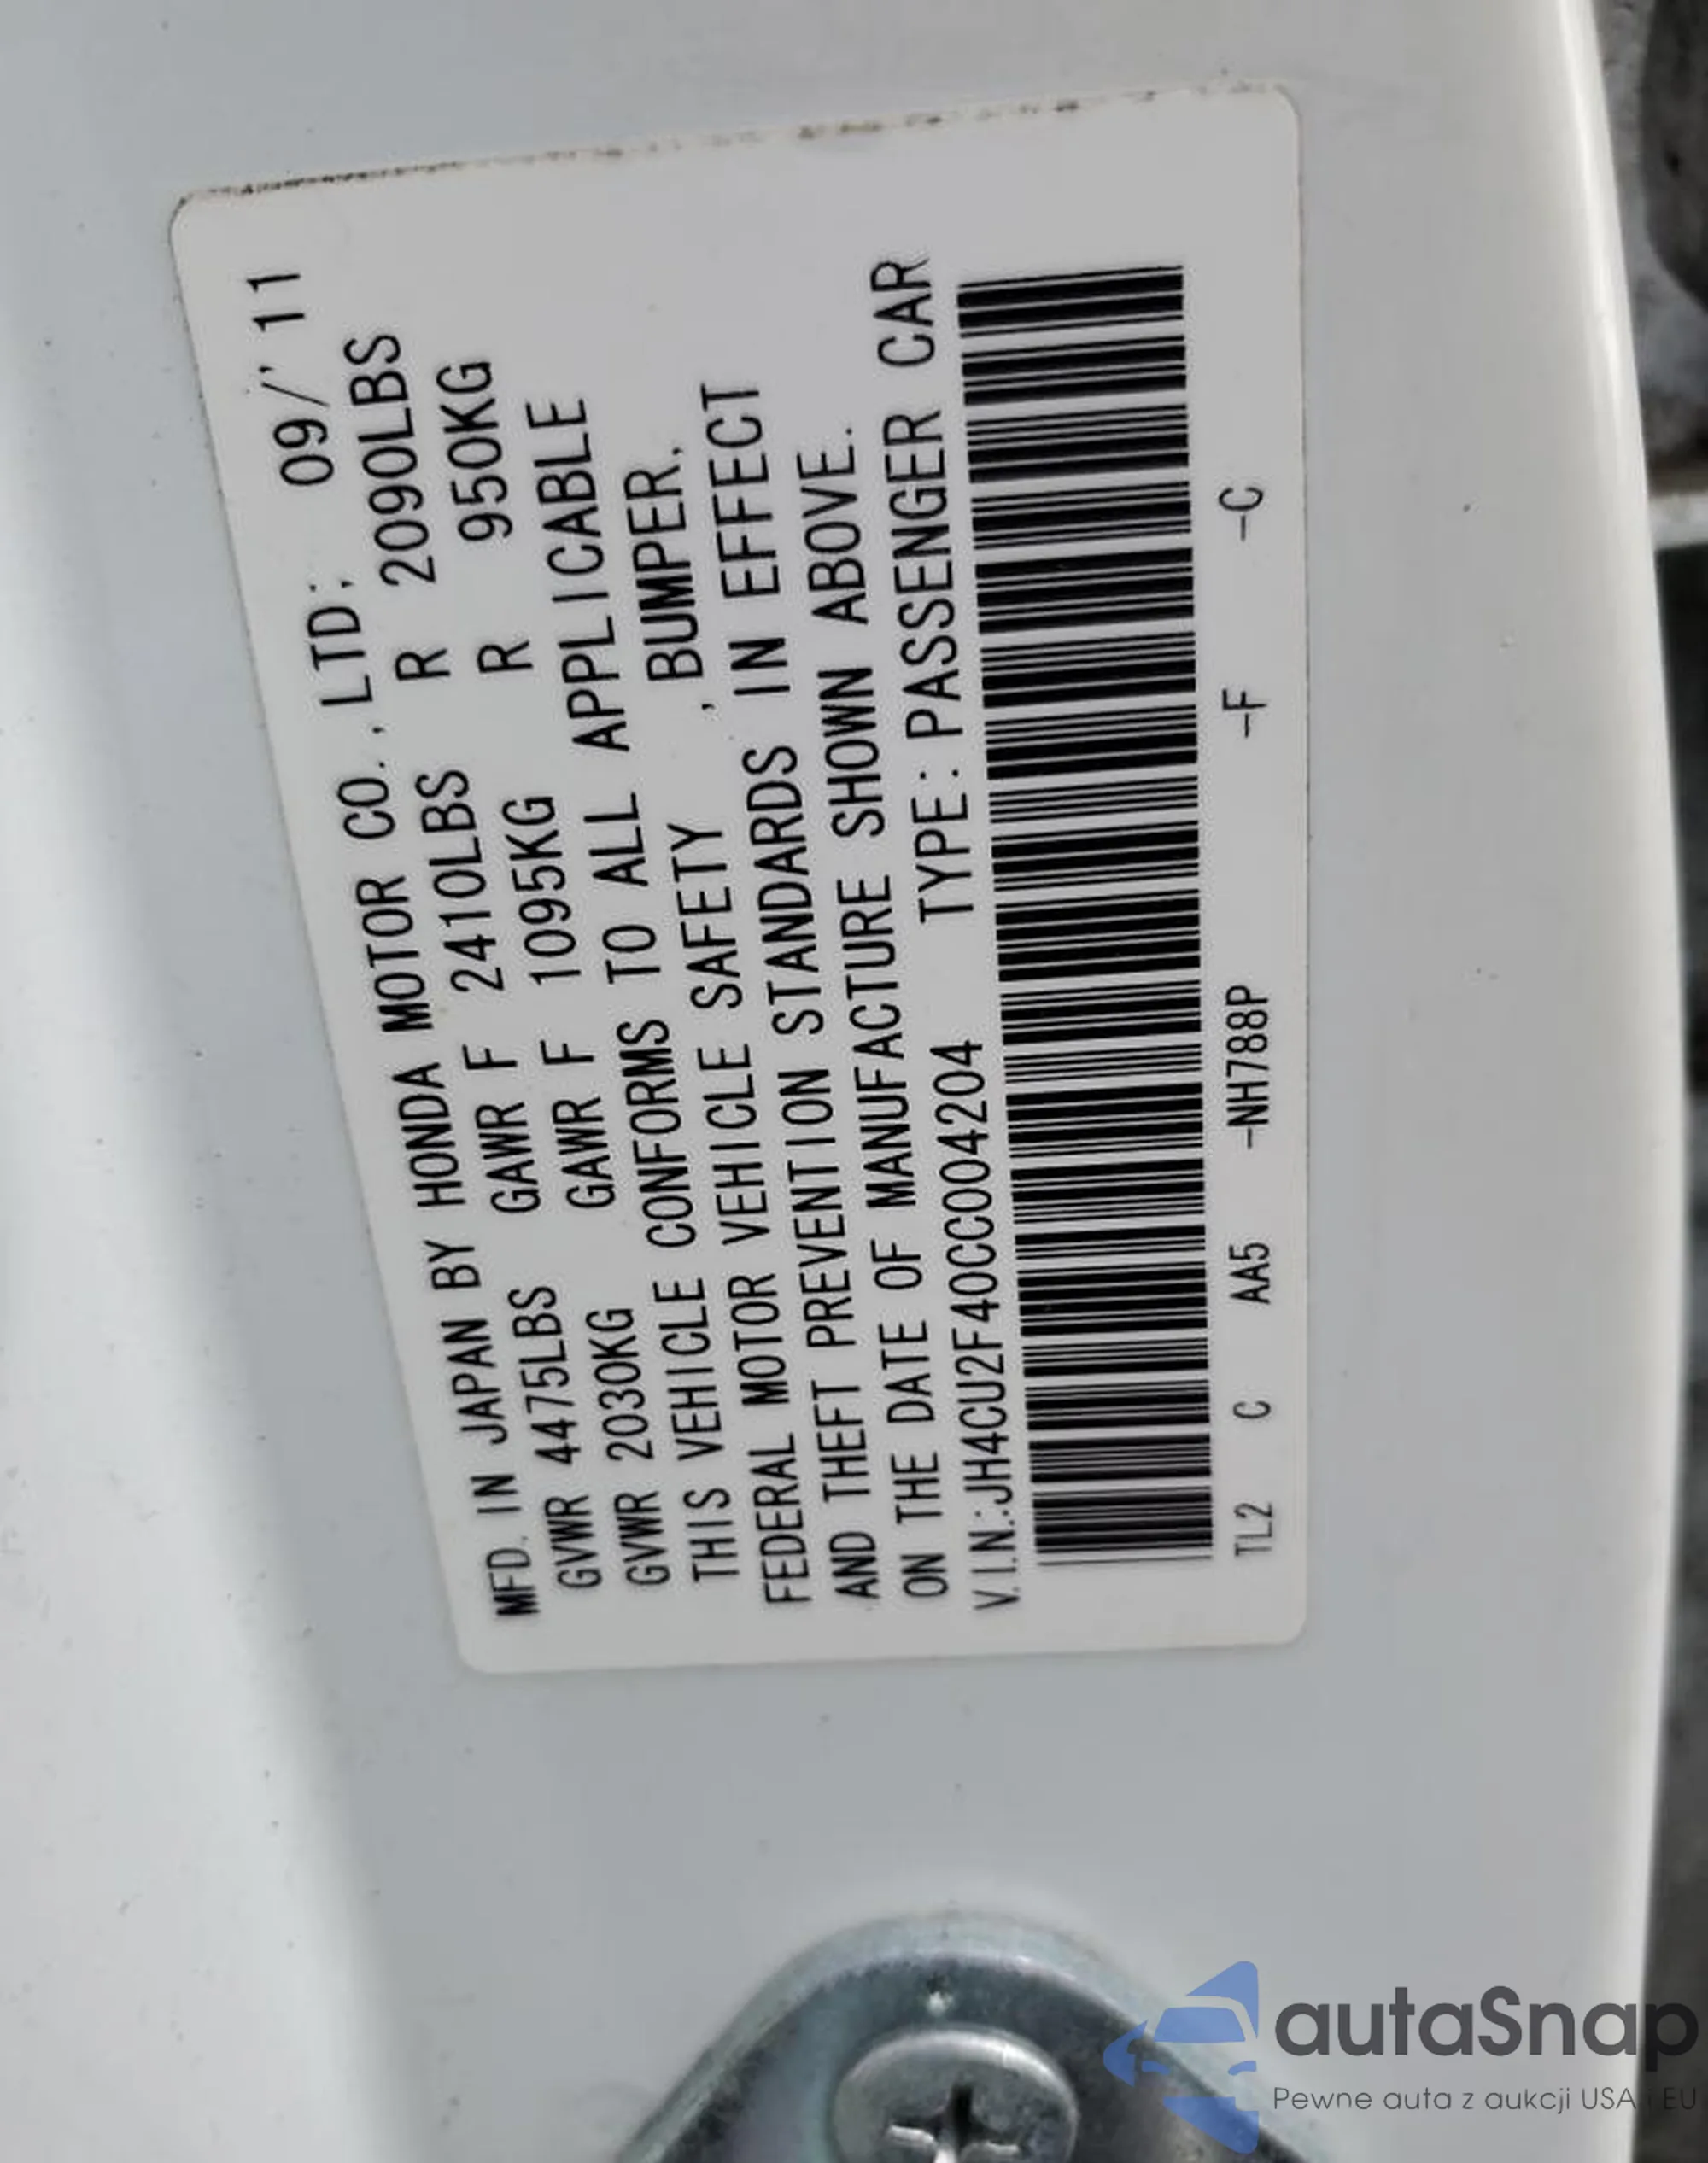 MFD. IN JAPAN BY HONDA MOTOR CO., LTD; 09/'11
GVWR 4475LBS GAWR F 2410LBS R 2090LBS
GVWR 2030KG GAWR F 1095KG R 950KG
THIS VEHICLE CONFORMS TO ALL APPLICABLE
FEDERAL MOTOR VEHICLE SAFETY , BUMPER,
AND THEFT PREVENTION STANDARDS IN EFFECT
ON THE DATE OF MANUFACTURE SHOWN ABOVE.
V.I.N.:JH4CU2F40CC004204 TYPE:PASSENGER CAR
TL2 C AA5 -NH788P -F -C
autaSnap
Pewne auta z aukcji USA i EU